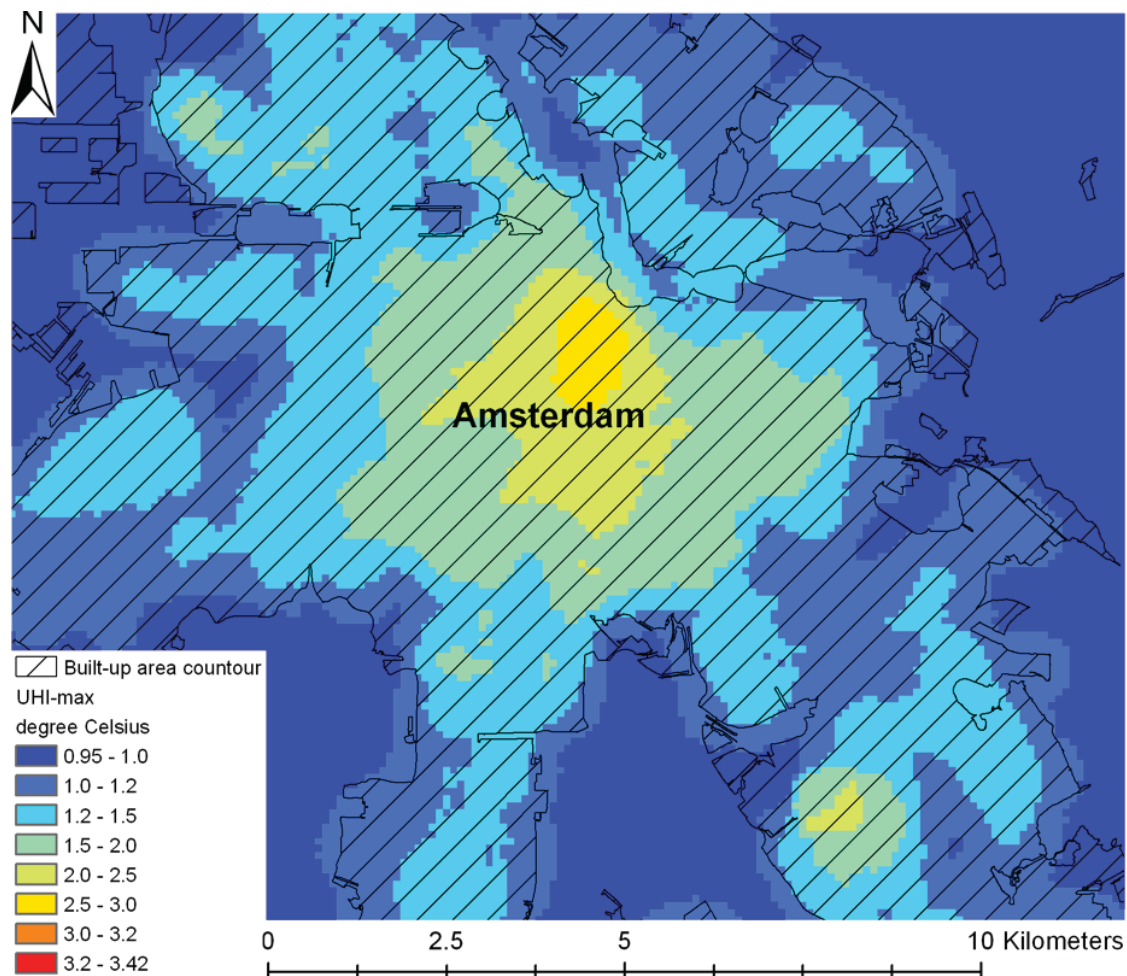 N
Amsterdam
Built-up area countour
UHI-max
degree Celsius
0.95 - 1.0
1.0 - 1.2
1.2 - 1.5
1.5 - 2.0
2.0 - 2.5
2.5 - 3.0
3.0 - 3.2
3.2 - 3.42
0 2.5 5 10 Kilometers